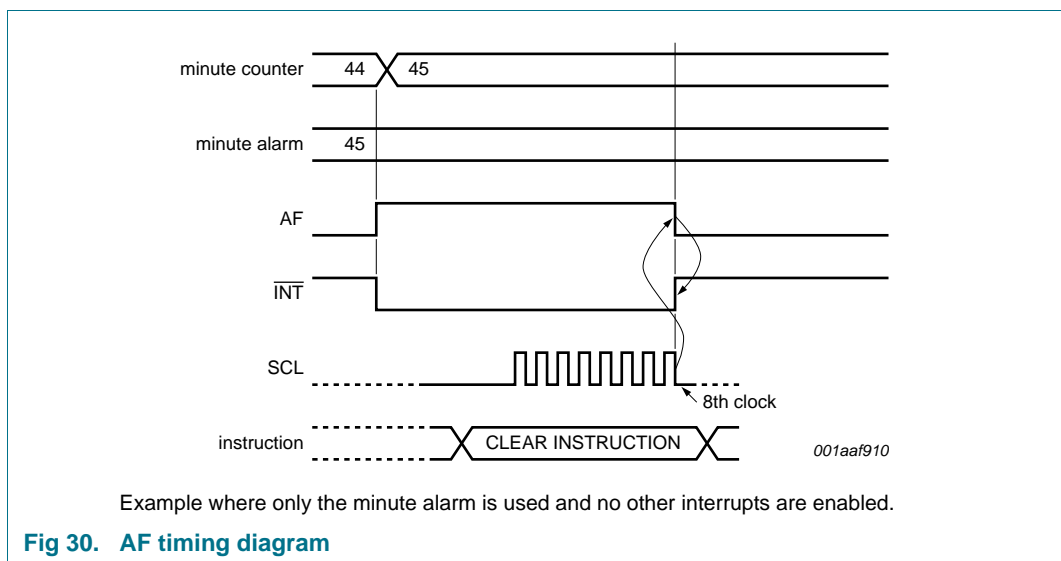 minute counter 44 45
minute alarm 45
AF
INT
SCL
8th clock
instruction CLEAR INSTRUCTION 001aaf910
Example where only the minute alarm is used and no other interrupts are enabled.
Fig 30. AF timing diagram